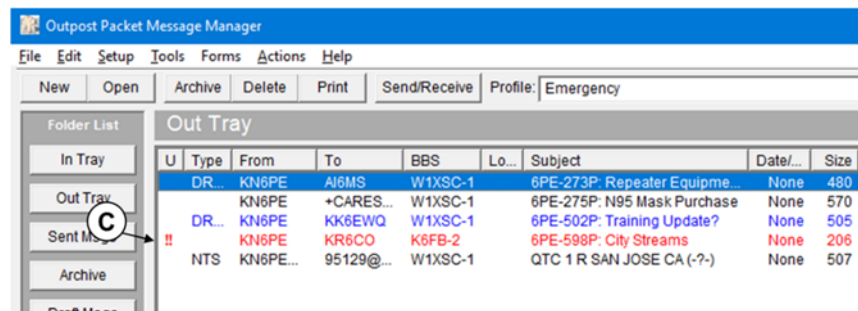 Outpost Packet Message Manager
File Edit Setup Tools Forms Actions Help
New Open Archive Delete Print Send/Receive Profile: Emergency
Folder List Out Tray
In Tray
U Type From To BBS Lo... Subject Date/... Size
DR... KN6PE AI6MS W1XSC-1 6PE-273P: Repeater Equipme... None 480
Out Tray
KN6PE +CARES... W1XSC-1 6PE-275P: N95 Mask Purchase None 570
DR... KN6PE KK6EWQ W1XSC-1 6PE-502P: Training Update? None 505
C
Sent
!! KN6PE KR6CO K6FB-2 6PE-598P: City Streams None 206
NTS KN6PE... 95129@... W1XSC-1 QTC 1 R SAN JOSE CA (-?-) None 507
Archive